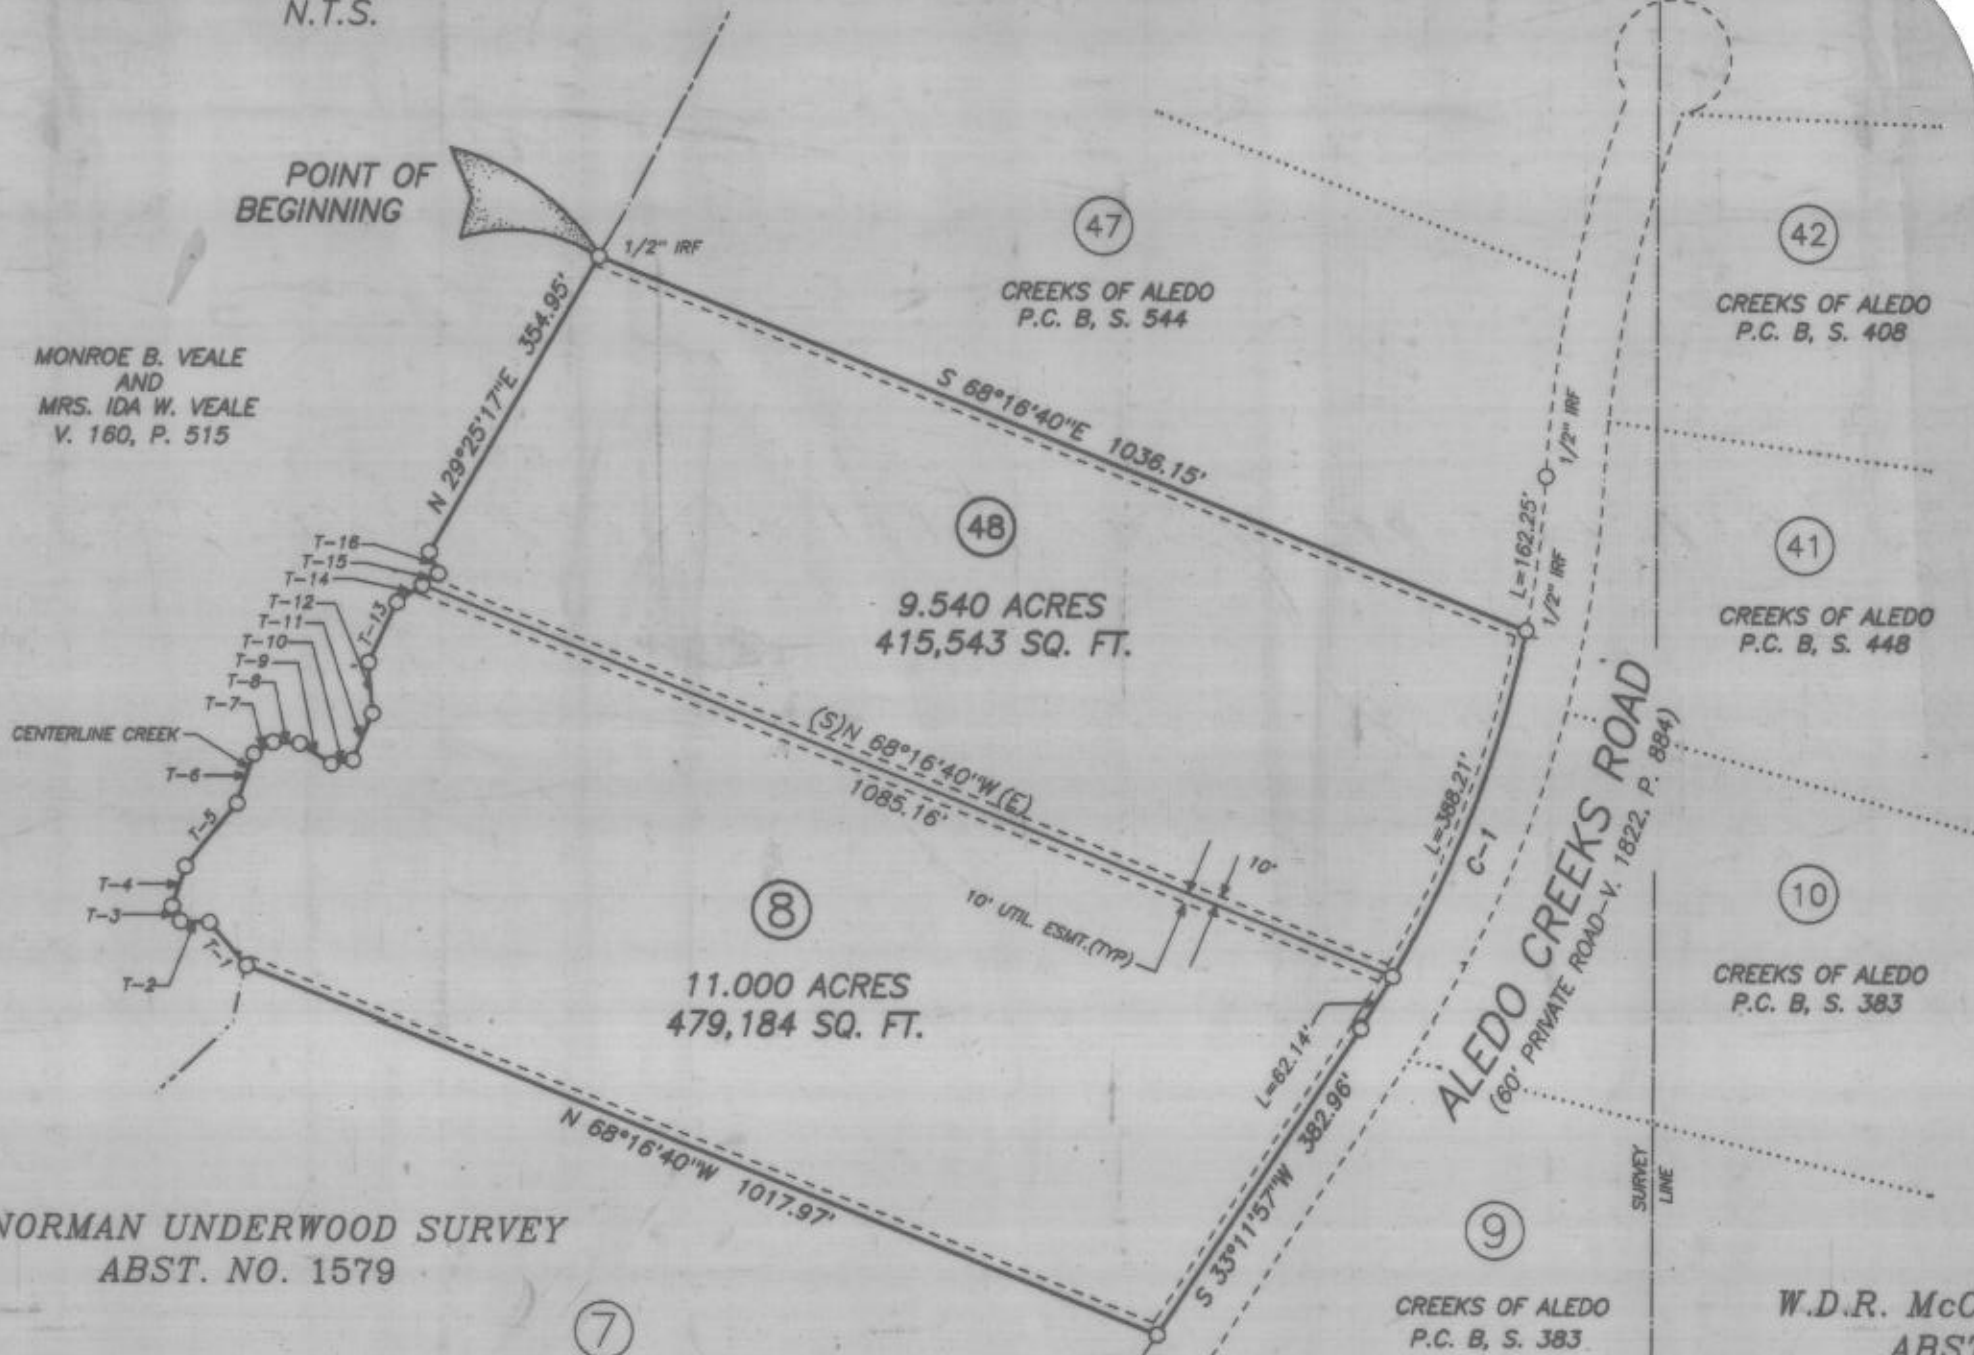 N.T.S.
POINT OF
BEGINNING
1/2" IRF
47
CREEKS OF ALEDO
P.C. B, S. 544
42
CREEKS OF ALEDO
P.C. B, S. 408
MONROE B. VEALE
AND
MRS. IDA W. VEALE
V. 160, P. 515
N 29°25'17"E 354.95'
S 68°16'40"E 1036.15'
1/2" IRF
L=162.25'
1/2" IRF
48
9.540 ACRES
415,543 SQ. FT.
41
CREEKS OF ALEDO
P.C. B, S. 448
T-16
T-15
T-14
T-13
T-12
T-11
T-10
T-9
T-8
T-7
CENTERLINE CREEK
T-6
T-5
T-4
T-3
T-2
T-1
(S)N 68°16'40"W(E)
1085.16'
L=388.21'
C-1
ALEDO CREEKS ROAD
(60' PRIVATE ROAD-V. 1822, P. 884)
10'
10' UTIL. ESMT.(TYP)
8
11.000 ACRES
479,184 SQ. FT.
10
CREEKS OF ALEDO
P.C. B, S. 383
L=62.14'
S 33°11'57"W 382.96'
N 68°16'40"W 1017.97'
SURVEY
LINE
NORMAN UNDERWOOD SURVEY
ABST. NO. 1579
7
9
CREEKS OF ALEDO
P.C. B, S. 383
W.D.R. McC
ABST